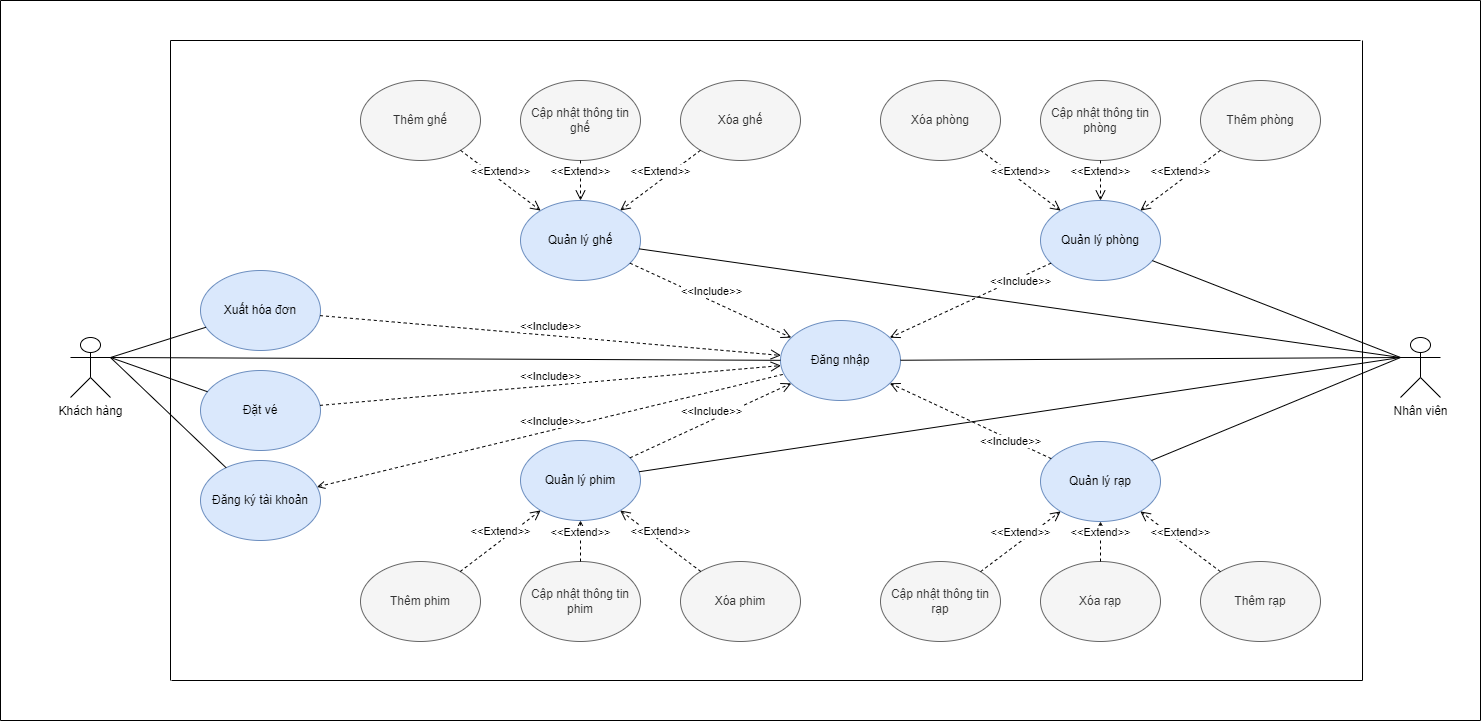 Thêm ghế
Cập nhật thông tin
ghế
Xóa ghế
Xóa phòng
Cập nhật thông tin
phòng
Thêm phòng
<<Extend>>
<<Extend>>
<<Extend>>
<<Extend>>
<<Extend>>
<<Extend>>
Quản lý ghế
Quản lý phòng
<<Include>>
<<Include>>
Xuất hóa đơn
<<Include>>
Đăng nhập
<<Include>>
Khách hàng
Đặt vé
<<Include>>
<<Include>>
<<Include>>
Nhân viên
Đăng ký tài khoản
Quản lý phim
Quản lý rạp
<<Extend>>
<<Extend>>
<<Extend>>
<<Extend>>
<<Extend>>
<<Extend>>
Thêm phim
Cập nhật thông tin
phim
Xóa phim
Cập nhật thông tin
rạp
Xóa rạp
Thêm rạp